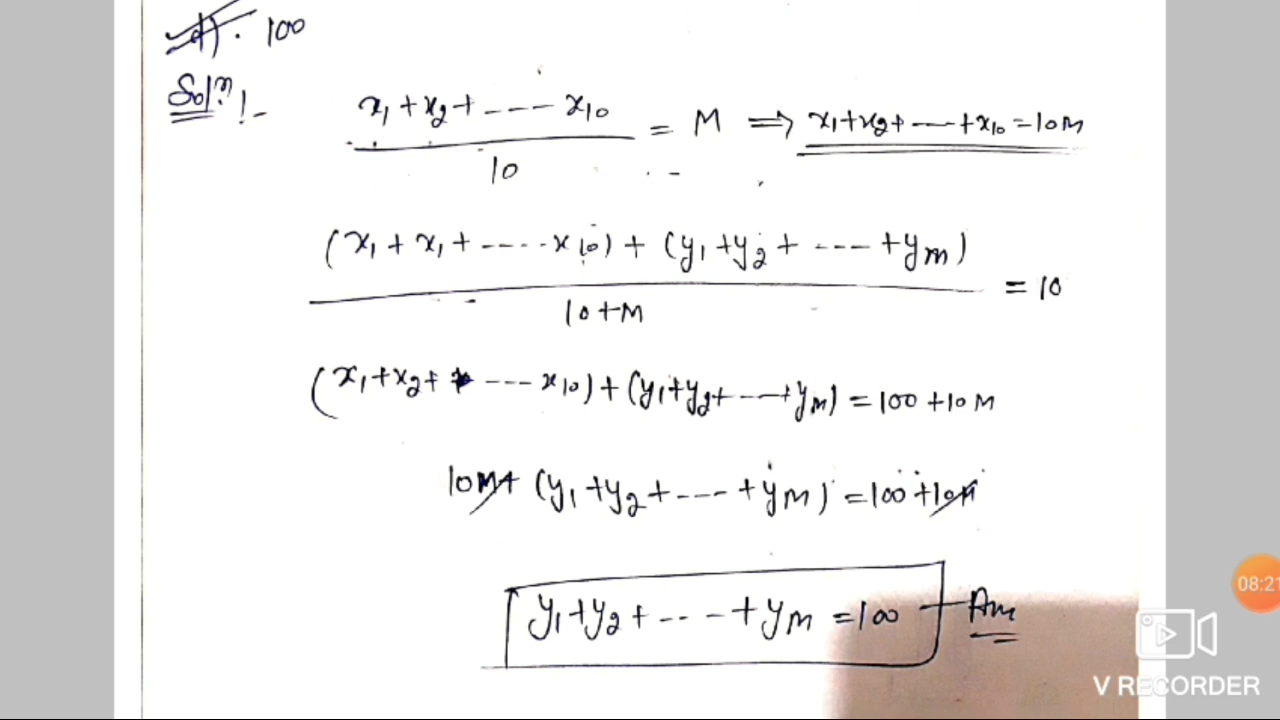 d). 100
Solⁿ:-
x₁ + x₂ + ---- x₁₀ / 10 = M ⇒ x₁+x₂+ ---- +x₁₀ = 10M
(x₁ + x₁ + ----- x₁₀) + (y₁ + y₂ + ---- + yₘ) / 10+M = 10
(x₁+x₂+ ---- x₁₀) + (y₁+y₂+ ---- +yₘ) = 100 + 10M
10M+ (y₁ + y₂ + ---- + yₘ) = 100 + 10M
y₁+y₂ + ---- + yₘ = 100 Ans
08:21
V RECORDER